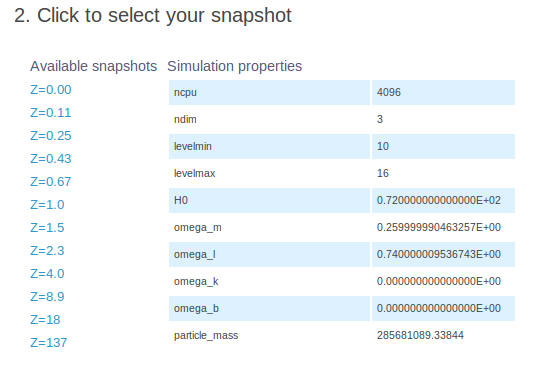 2. Click to select your snapshot
Available snapshots Simulation properties
Z=0.00
Z=0.11
Z=0.25
Z=0.43
Z=0.67
Z=1.0
Z=1.5
Z=2.3
Z=4.0
Z=8.9
Z=18
Z=137
ncpu 4096
ndim 3
levelmin 10
levelmax 16
H0 0.720000000000000E+02
omega_m 0.259999990463257E+00
omega_l 0.740000009536743E+00
omega_k 0.000000000000000E+00
omega_b 0.000000000000000E+00
particle_mass 285681089.33844